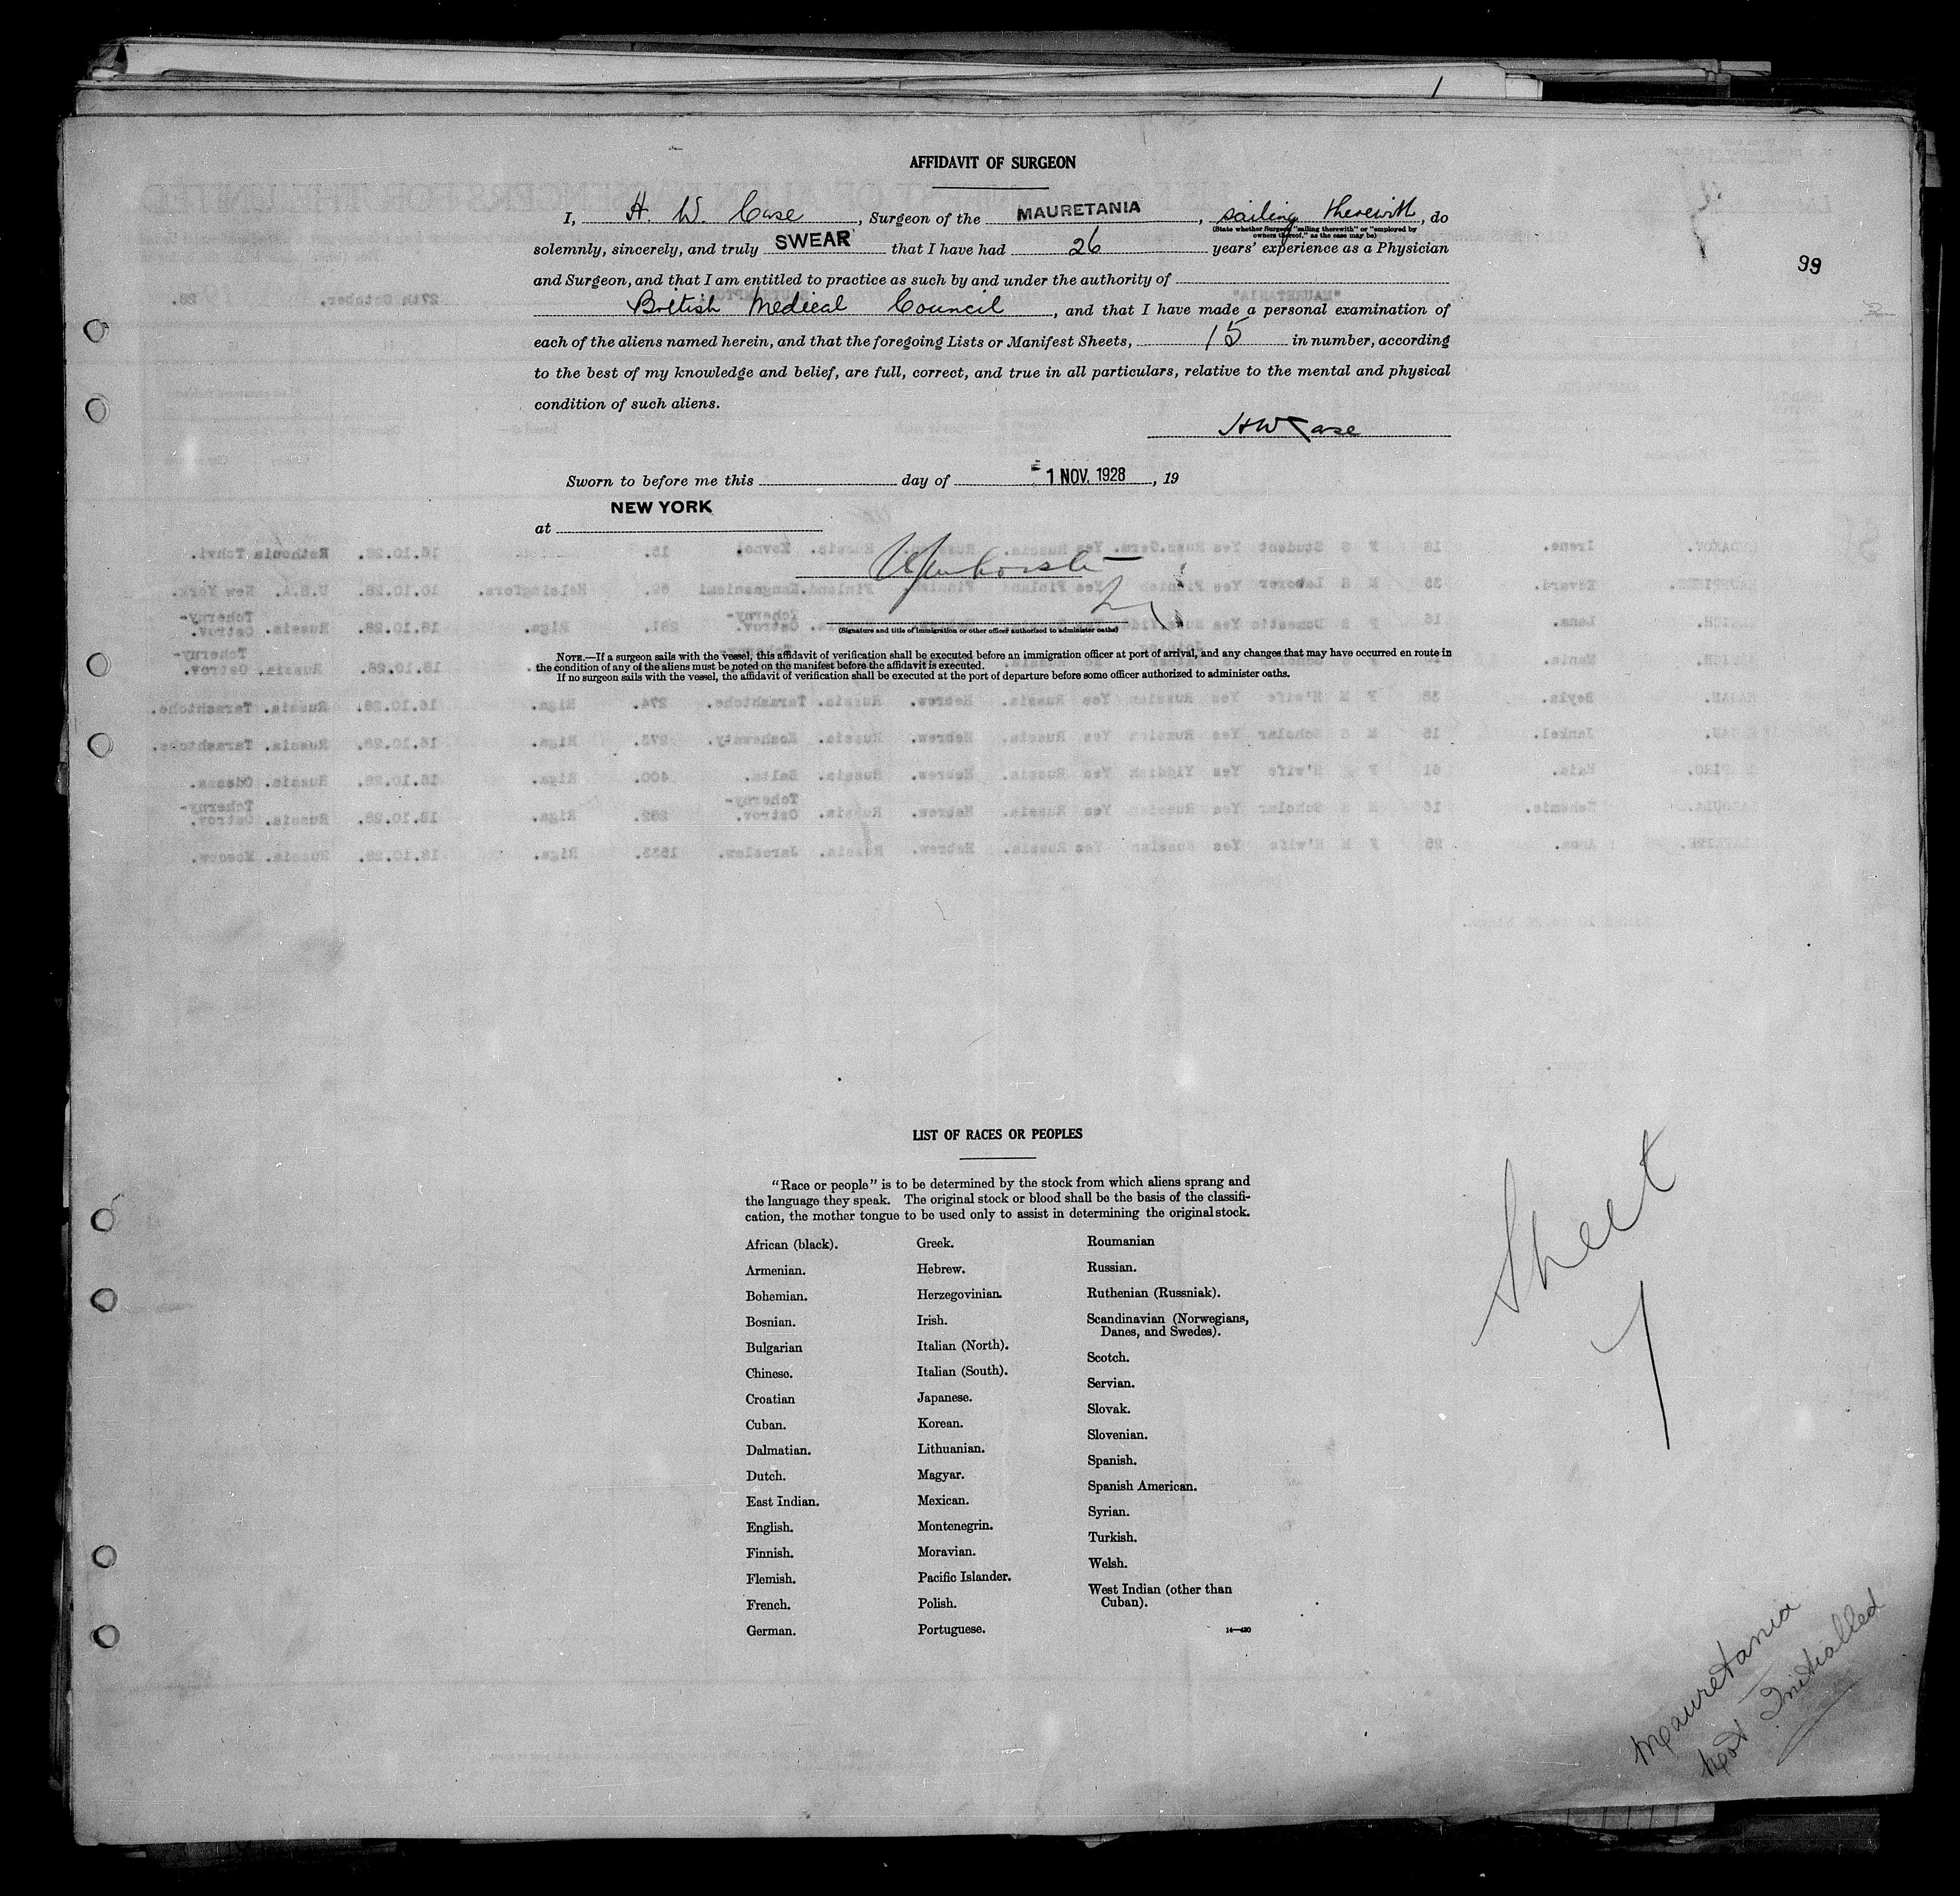 1
AFFIDAVIT OF SURGEON
I, H. W. Case, Surgeon of the MAURETANIA, sailing therewith, do
(State whether Surgeon "sailing therewith" or "employed by
owners thereof," as the case may be)
solemnly, sincerely, and truly SWEAR that I have had 26 years' experience as a Physician
99
and Surgeon, and that I am entitled to practice as such by and under the authority of
British Medical Council, and that I have made a personal examination of
each of the aliens named herein, and that the foregoing Lists or Manifest Sheets, 15 in number, according
to the best of my knowledge and belief, are full, correct, and true in all particulars, relative to the mental and physical
condition of such aliens.
HWCase
Sworn to before me this day of 1 NOV. 1928, 19
at NEW YORK
(Signature and title of immigration or other officer authorized to administer oaths)
NOTE.—If a surgeon sails with the vessel, this affidavit of verification shall be executed before an immigration officer at port of arrival, and any changes that may have occurred en route in
the condition of any of the aliens must be noted on the manifest before the affidavit is executed.
If no surgeon sails with the vessel, the affidavit of verification shall be executed at the port of departure before some officer authorized to administer oaths.
LIST OF RACES OR PEOPLES
"Race or people" is to be determined by the stock from which aliens sprang and
the language they speak. The original stock or blood shall be the basis of the classifi-
cation, the mother tongue to be used only to assist in determining the original stock.
African (black).
Armenian.
Bohemian.
Bosnian.
Bulgarian
Chinese.
Croatian
Cuban.
Dalmatian.
Dutch.
East Indian.
English.
Finnish.
Flemish.
French.
German.
Greek.
Hebrew.
Herzegovinian.
Irish.
Italian (North).
Italian (South).
Japanese.
Korean.
Lithuanian.
Magyar.
Mexican.
Montenegrin.
Moravian.
Pacific Islander.
Polish.
Portuguese.
Roumanian
Russian.
Ruthenian (Russniak).
Scandinavian (Norwegians,
Danes, and Swedes).
Scotch.
Servian.
Slovak.
Slovenian.
Spanish.
Spanish American.
Syrian.
Turkish.
Welsh.
West Indian (other than
Cuban).
14—430
Sheet
1
Mauretania
not Initialled